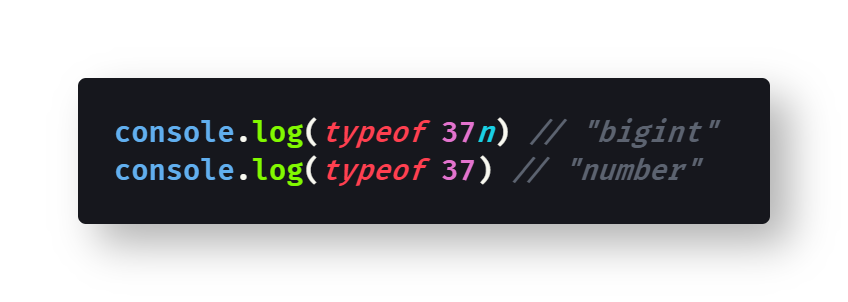 console.log(typeof 37n) // "bigint"
console.log(typeof 37) // "number"